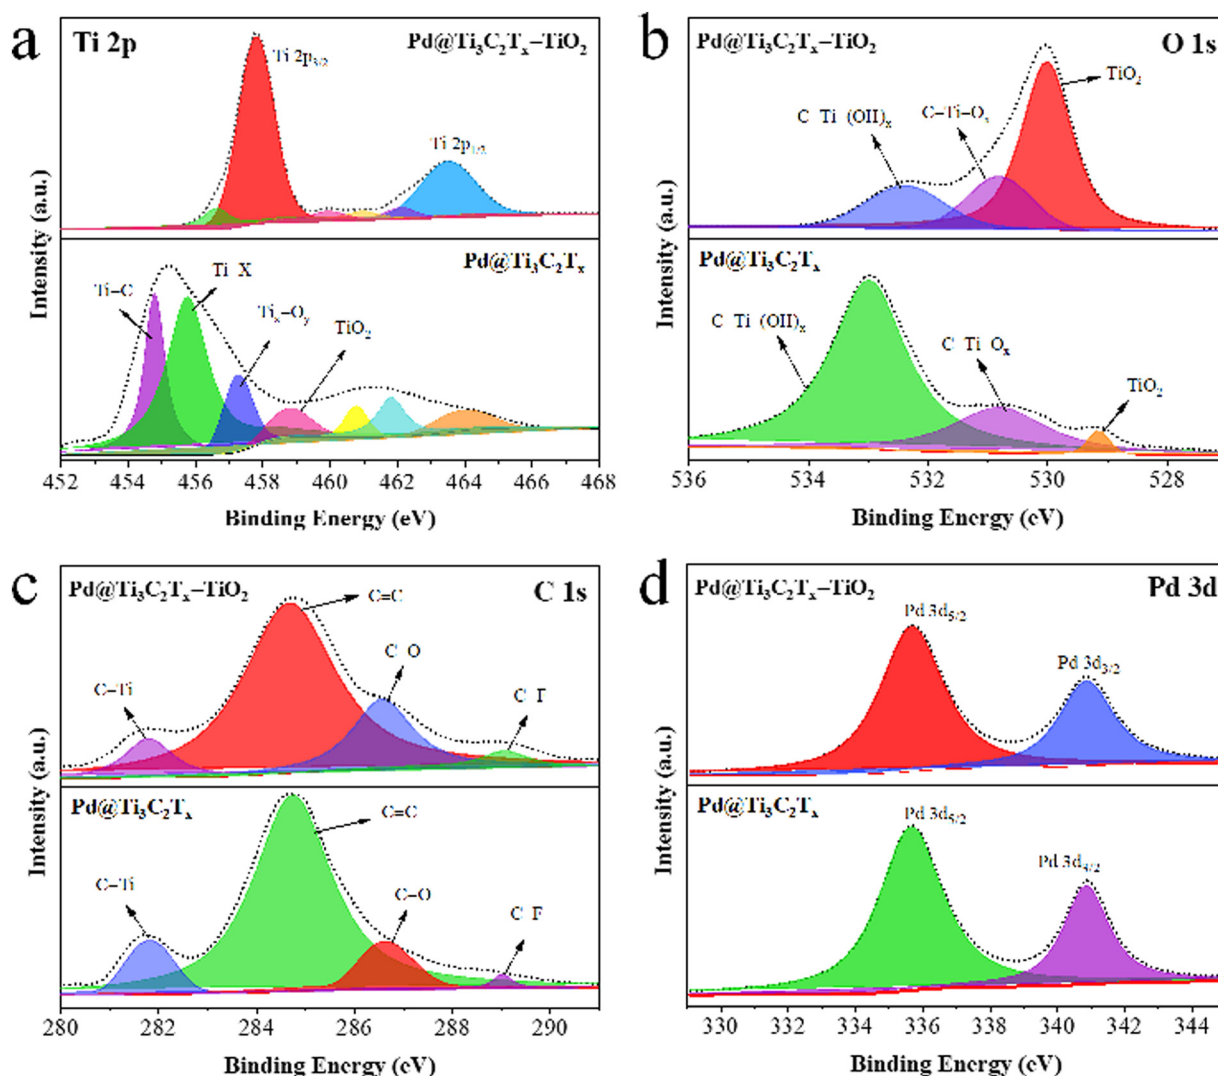 a
Ti 2p
Pd@Ti₃C₂Tₓ−TiO₂
Ti 2p₃/₂
Ti 2p₁/₂
Pd@Ti₃C₂Tₓ
Ti−C
Ti X
Tiₓ−Oᵧ
TiO₂
Intensity (a.u.)
452 454 456 458 460 462 464 466 468
Binding Energy (eV)
b
Pd@Ti₃C₂Tₓ−TiO₂
O 1s
TiO₂
C−Ti−Oₓ
C Ti (OH)ₓ
Pd@Ti₃C₂Tₓ
C Ti (OH)ₓ
C Ti Oₓ
TiO₂
Intensity (a.u.)
536 534 532 530 528
Binding Energy (eV)
c
Pd@Ti₃C₂Tₓ−TiO₂
C 1s
C=C
C O
C−Ti
C F
Pd@Ti₃C₂Tₓ
C=C
C−Ti
C−O
C F
Intensity (a.u.)
280 282 284 286 288 290
Binding Energy (eV)
d
Pd@Ti₃C₂Tₓ−TiO₂
Pd 3d
Pd 3d₅/₂
Pd 3d₃/₂
Pd@Ti₃C₂Tₓ
Pd 3d₅/₂
Pd 3d₃/₂
Intensity (a.u.)
330 332 334 336 338 340 342 344
Binding Energy (eV)